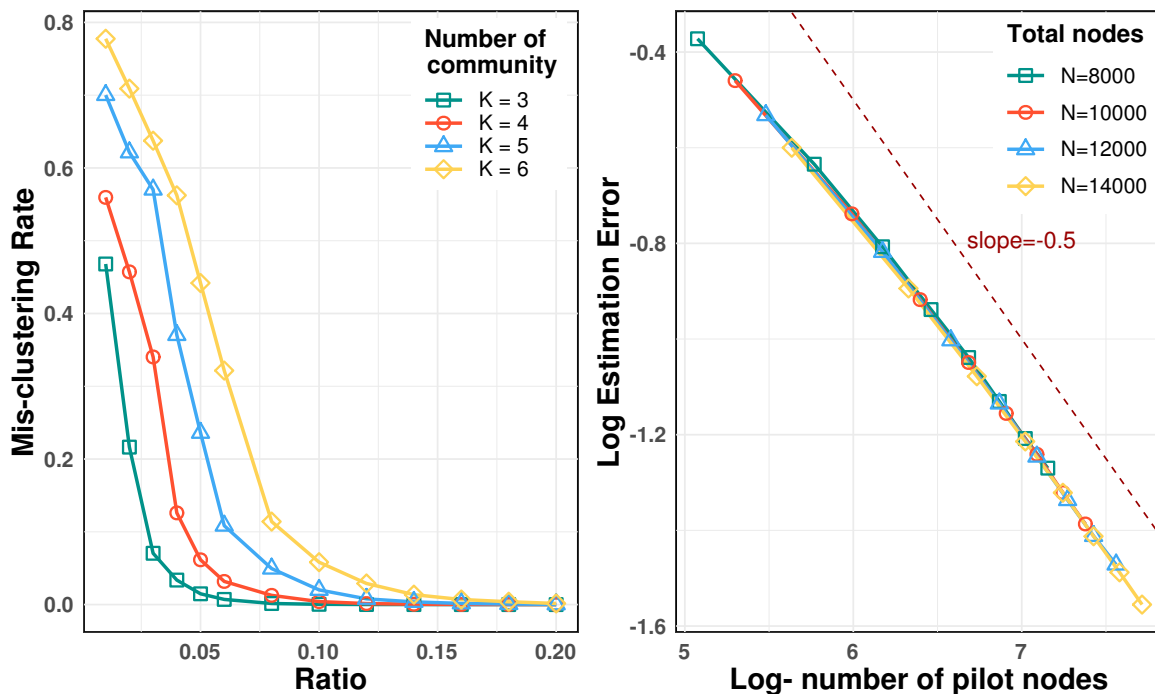 0.8
0.6
0.4
0.2
0.0
Mis-clustering Rate
0.05
0.10
0.15
0.20
Ratio
Number of
community
K = 3
K = 4
K = 5
K = 6
-0.4
-0.8
-1.2
-1.6
Log Estimation Error
5
6
7
Log- number of pilot nodes
Total nodes
N=8000
N=10000
N=12000
N=14000
slope=-0.5